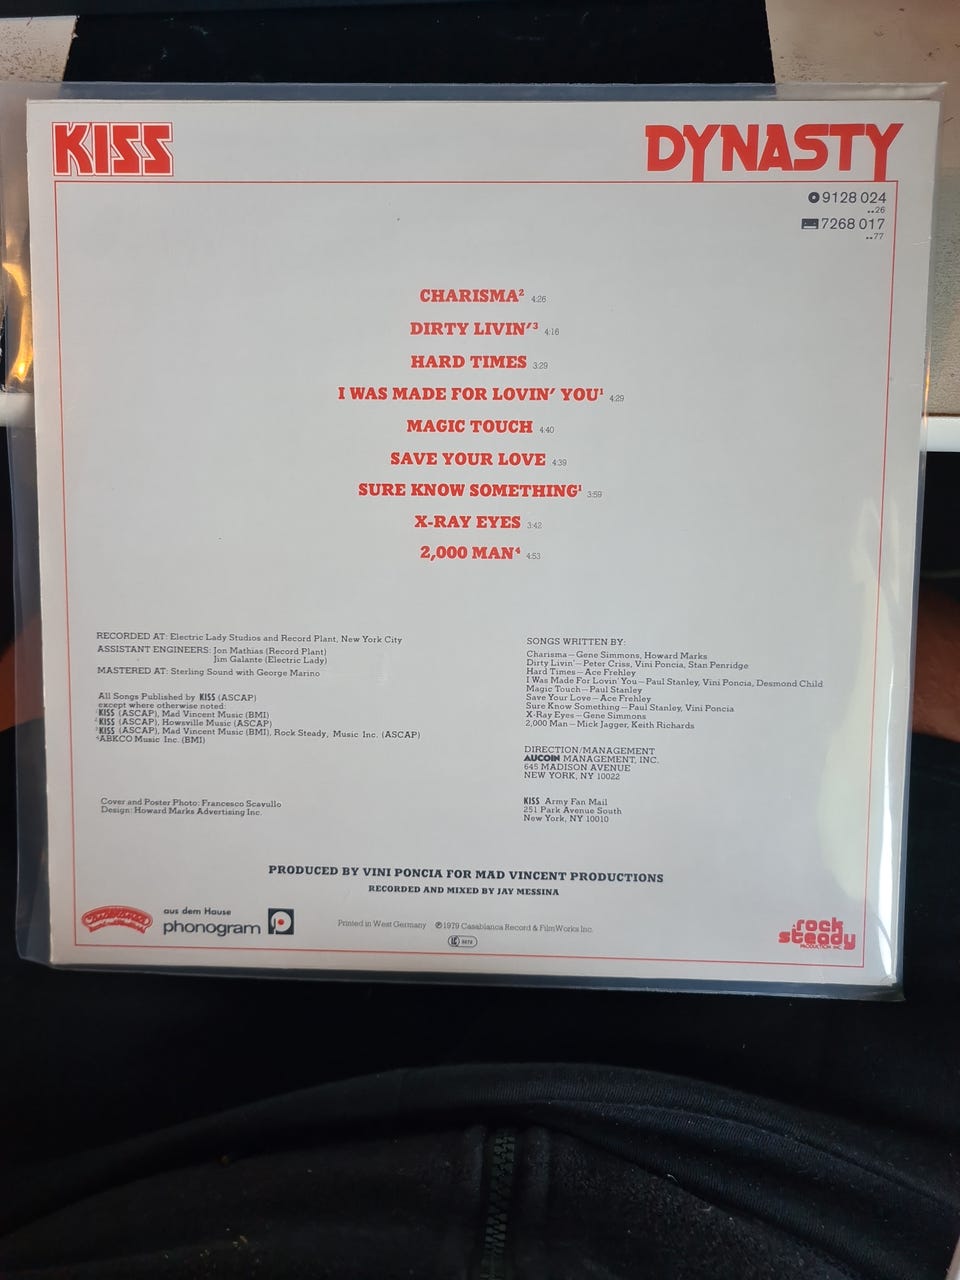 KISS
DYNASTY
9128 024
..26
7268 017
..77
CHARISMA² 4:26
DIRTY LIVIN'³ 4:16
HARD TIMES 3:29
I WAS MADE FOR LOVIN' YOU¹ 4:29
MAGIC TOUCH 4:40
SAVE YOUR LOVE 4:39
SURE KNOW SOMETHING¹ 3:59
X-RAY EYES 3:42
2,000 MAN⁴ 4:53
RECORDED AT: Electric Lady Studios and Record Plant, New York City
ASSISTANT ENGINEERS: Jon Mathias (Record Plant)
Jim Galante (Electric Lady)
MASTERED AT: Sterling Sound with George Marino
All Songs Published by KISS (ASCAP)
except where otherwise noted:
¹KISS (ASCAP), Mad Vincent Music (BMI)
²KISS (ASCAP), Howsville Music (ASCAP)
³KISS (ASCAP), Mad Vincent Music (BMI), Rock Steady, Music Inc. (ASCAP)
⁴ABKCO Music Inc. (BMI)
Cover and Poster Photo: Francesco Scavullo
Design: Howard Marks Advertising Inc.
SONGS WRITTEN BY:
Charisma—Gene Simmons, Howard Marks
Dirty Livin'—Peter Criss, Vini Poncia, Stan Penridge
Hard Times—Ace Frehley
I Was Made For Lovin' You—Paul Stanley, Vini Poncia, Desmond Child
Magic Touch—Paul Stanley
Save Your Love—Ace Frehley
Sure Know Something—Paul Stanley, Vini Poncia
X-Ray Eyes—Gene Simmons
2,000 Man—Mick Jagger, Keith Richards
DIRECTION/MANAGEMENT
AUCOIN MANAGEMENT, INC.
645 MADISON AVENUE
NEW YORK, NY 10022
KISS Army Fan Mail
251 Park Avenue South
New York, NY 10010
PRODUCED BY VINI PONCIA FOR MAD VINCENT PRODUCTIONS
RECORDED AND MIXED BY JAY MESSINA
Casablanca
aus dem Hause
phonogram
Printed in West Germany ℗1979 Casablanca Record & FilmWorks Inc.
rock
steady
PRODUCTION INC.